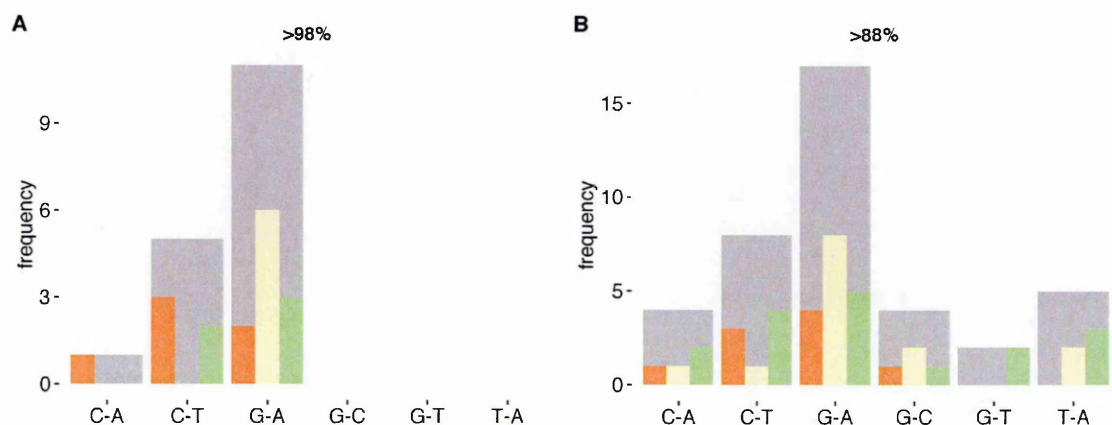 A
>98%
frequency
9
6
3
0
C-A C-T G-A G-C G-T T-A
B
>88%
frequency
15
10
5
0
C-A C-T G-A G-C G-T T-A